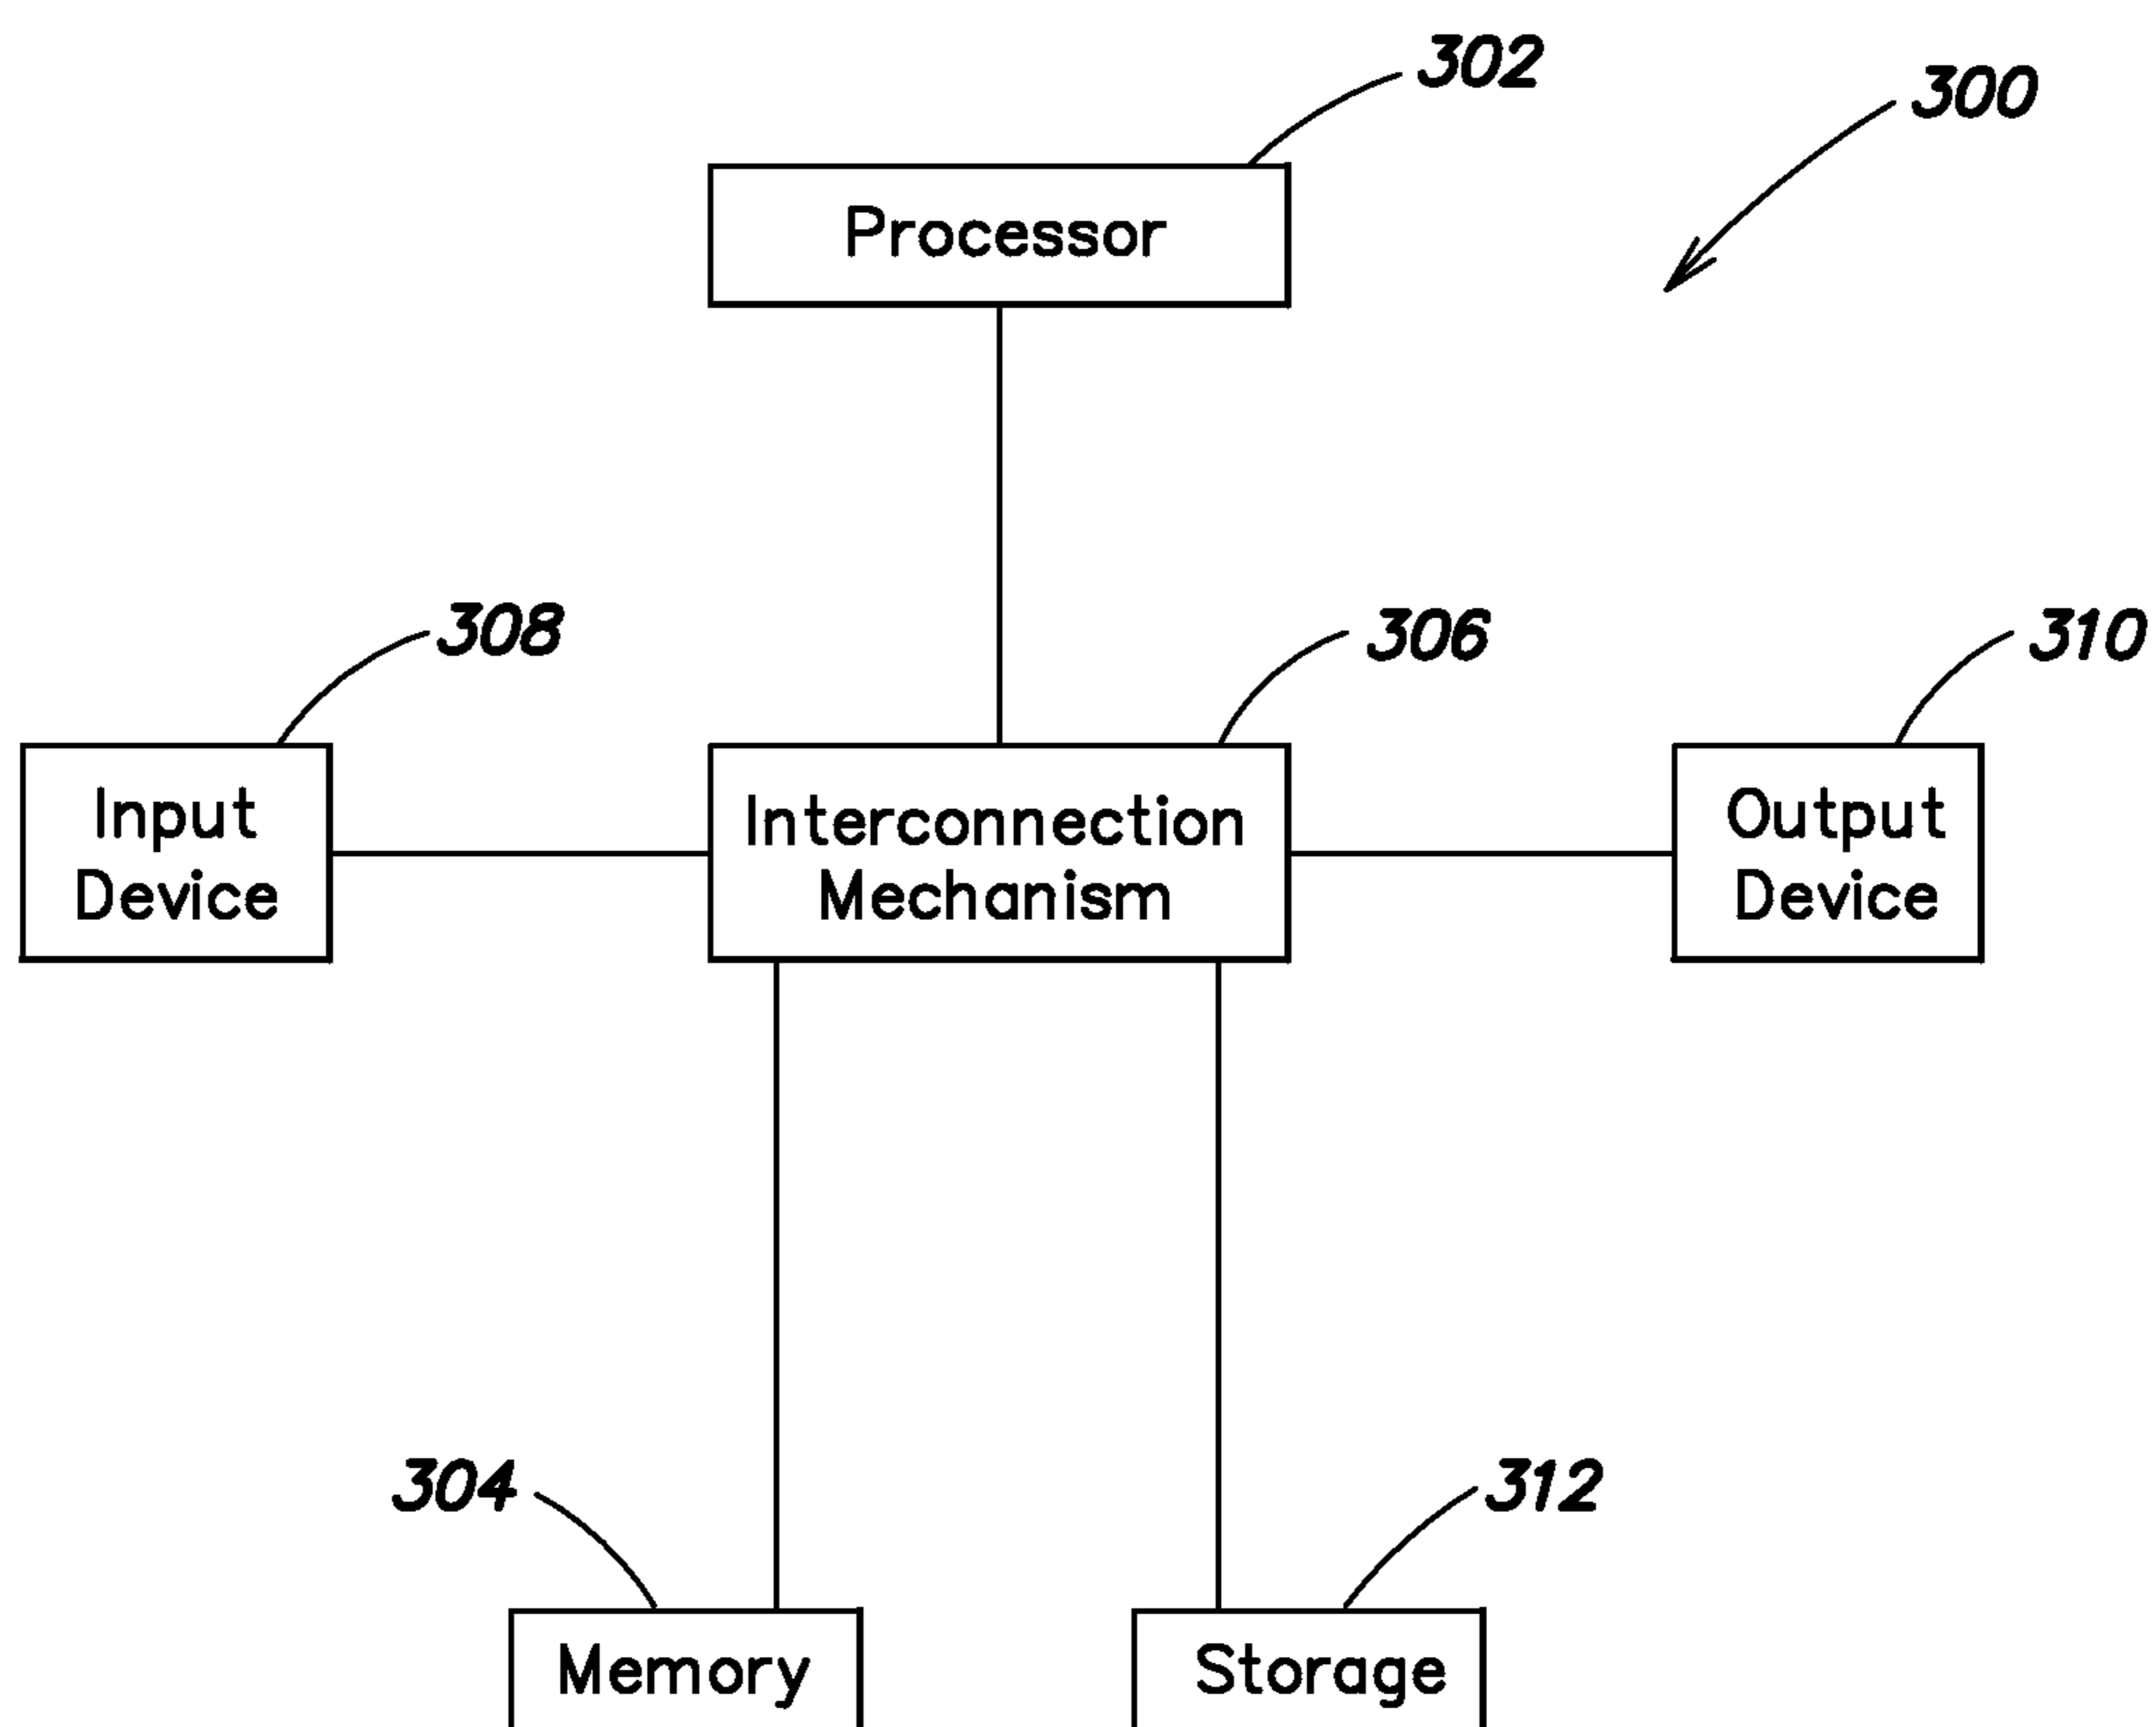 302
300
Processor
308
306
310
Input
Device
Interconnection
Mechanism
Output
Device
304
312
Memory
Storage